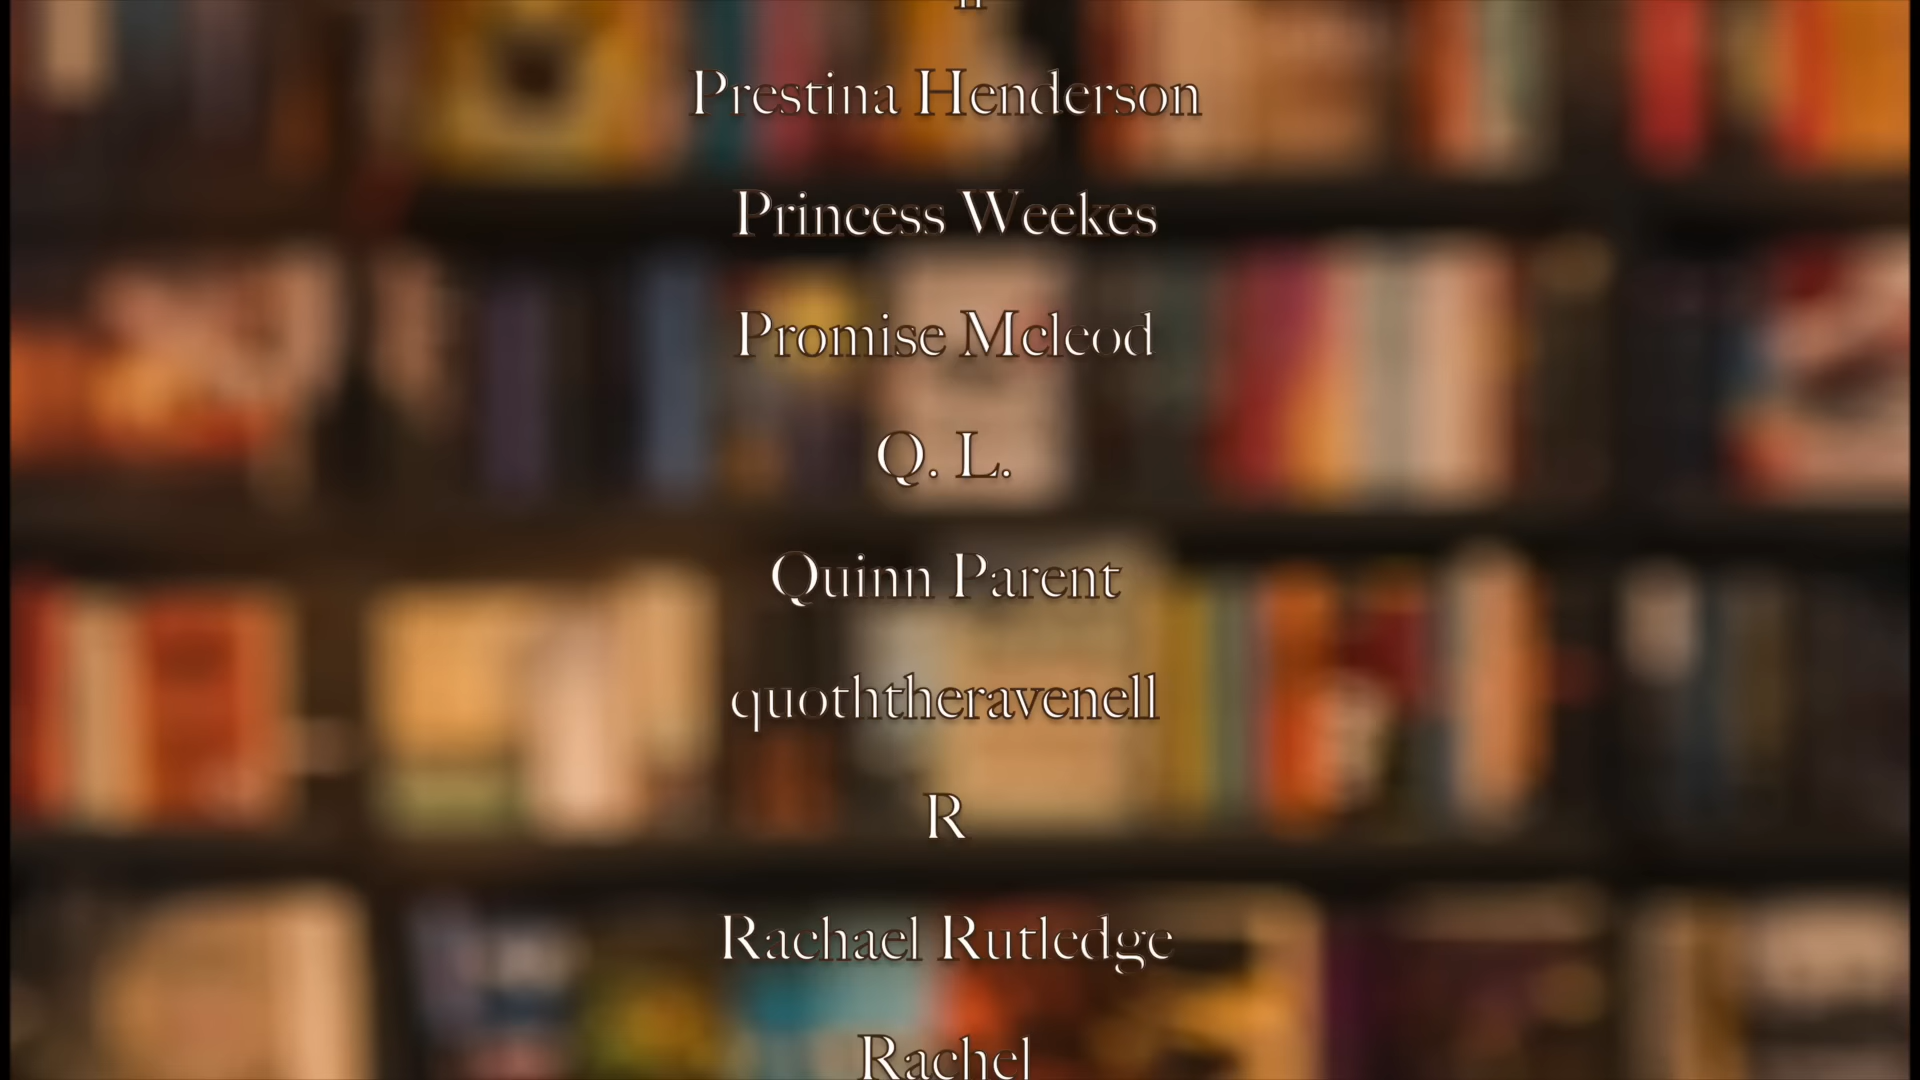 Prestina Henderson
Princess Weekes
Promise Mcleod
Q. L.
Quinn Parent
quoththeravenell
R
Rachael Rutledge
Rachel